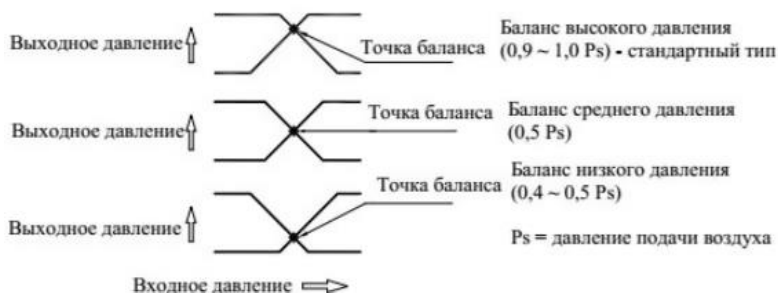 Выходное давление
Точка баланса
Баланс высокого давления
(0,9 ~ 1,0 Ps) - стандартный тип
Выходное давление
Точка баланса
Баланс среднего давления
(0,5 Ps)
Выходное давление
Точка баланса
Баланс низкого давления
(0,4 ~ 0,5 Ps)
Ps = давление подачи воздуха
Входное давление